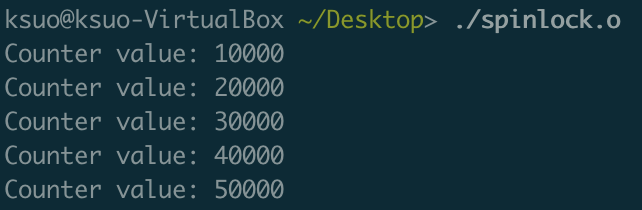 ksuo@ksuo-VirtualBox ~/Desktop> ./spinlock.o
Counter value: 10000
Counter value: 20000
Counter value: 30000
Counter value: 40000
Counter value: 50000